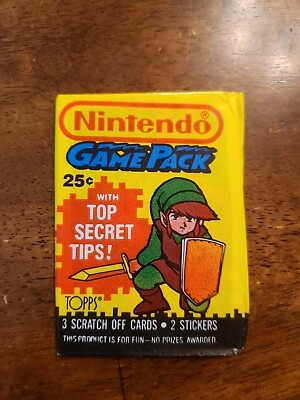 Nintendo®
GAME PACK
25¢
WITH
TOP
SECRET
TIPS!
TOPPS®
3 SCRATCH OFF CARDS • 2 STICKERS
THIS PRODUCT IS FOR FUN—NO PRIZES AWARDED.